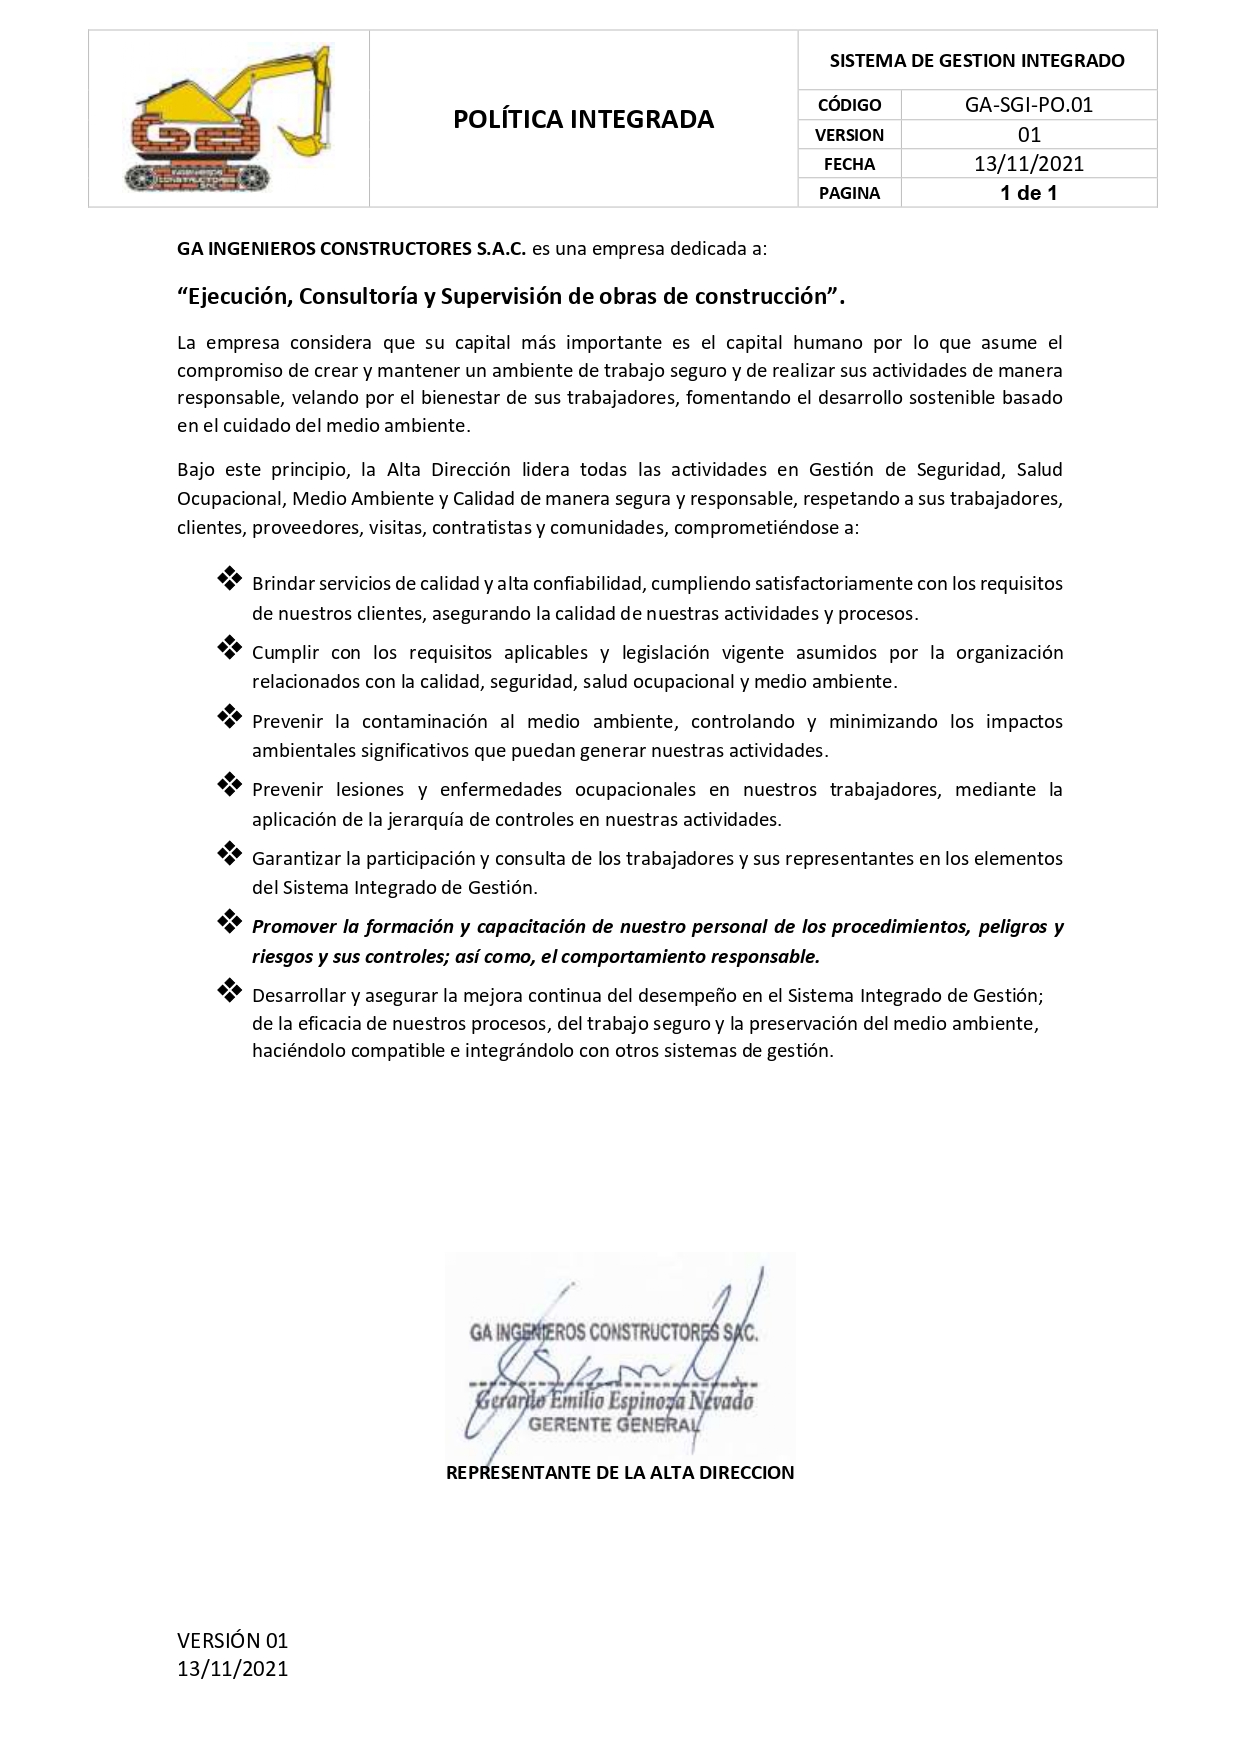 GA
INGENIEROS
CONSTRUCTORES
SAC
POLÍTICA INTEGRADA
SISTEMA DE GESTION INTEGRADO
CÓDIGO GA-SGI-PO.01
VERSION 01
FECHA 13/11/2021
PAGINA 1 de 1
GA INGENIEROS CONSTRUCTORES S.A.C. es una empresa dedicada a:
“Ejecución, Consultoría y Supervisión de obras de construcción”.
La empresa considera que su capital más importante es el capital humano por lo que asume el
compromiso de crear y mantener un ambiente de trabajo seguro y de realizar sus actividades de manera
responsable, velando por el bienestar de sus trabajadores, fomentando el desarrollo sostenible basado
en el cuidado del medio ambiente.
Bajo este principio, la Alta Dirección lidera todas las actividades en Gestión de Seguridad, Salud
Ocupacional, Medio Ambiente y Calidad de manera segura y responsable, respetando a sus trabajadores,
clientes, proveedores, visitas, contratistas y comunidades, comprometiéndose a:
❖ Brindar servicios de calidad y alta confiabilidad, cumpliendo satisfactoriamente con los requisitos
de nuestros clientes, asegurando la calidad de nuestras actividades y procesos.
❖ Cumplir con los requisitos aplicables y legislación vigente asumidos por la organización
relacionados con la calidad, seguridad, salud ocupacional y medio ambiente.
❖ Prevenir la contaminación al medio ambiente, controlando y minimizando los impactos
ambientales significativos que puedan generar nuestras actividades.
❖ Prevenir lesiones y enfermedades ocupacionales en nuestros trabajadores, mediante la
aplicación de la jerarquía de controles en nuestras actividades.
❖ Garantizar la participación y consulta de los trabajadores y sus representantes en los elementos
del Sistema Integrado de Gestión.
❖ Promover la formación y capacitación de nuestro personal de los procedimientos, peligros y
riesgos y sus controles; así como, el comportamiento responsable.
❖ Desarrollar y asegurar la mejora continua del desempeño en el Sistema Integrado de Gestión;
de la eficacia de nuestros procesos, del trabajo seguro y la preservación del medio ambiente,
haciéndolo compatible e integrándolo con otros sistemas de gestión.
GA INGENIEROS CONSTRUCTORES SAC.
Gerardo Emilio Espinoza Nevado
GERENTE GENERAL
REPRESENTANTE DE LA ALTA DIRECCION
VERSIÓN 01
13/11/2021